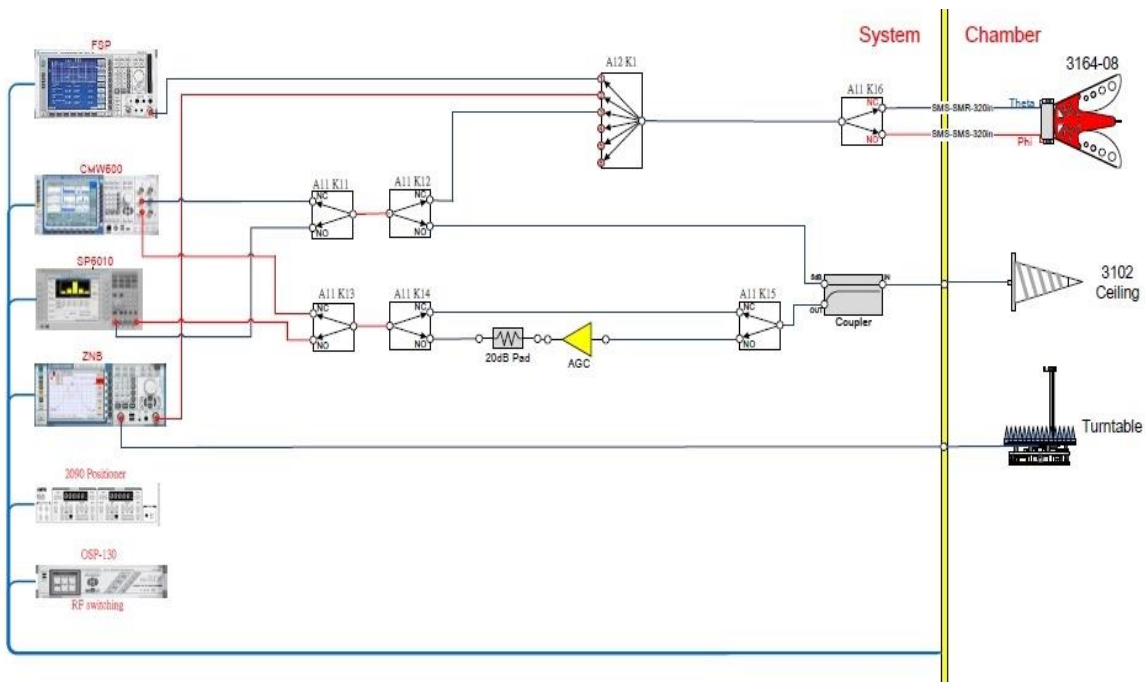 System
Chamber
FSP
A12 K1
3164-08
A11 K16
NC
NO
SMS-SMR-320in
Theta
SMS-SMS-320in
Phi
CMW500
A11 K11
NC
NO
A11 K12
NC
NO
SP6010
A11 K13
NC
NO
A11 K14
NC
NO
20dB Pad
AGC
A11 K15
NC
NO
IN
OUT
Coupler
3102
Ceiling
ZNB
Turntable
2090 Positioner
OSP-130
RF switching